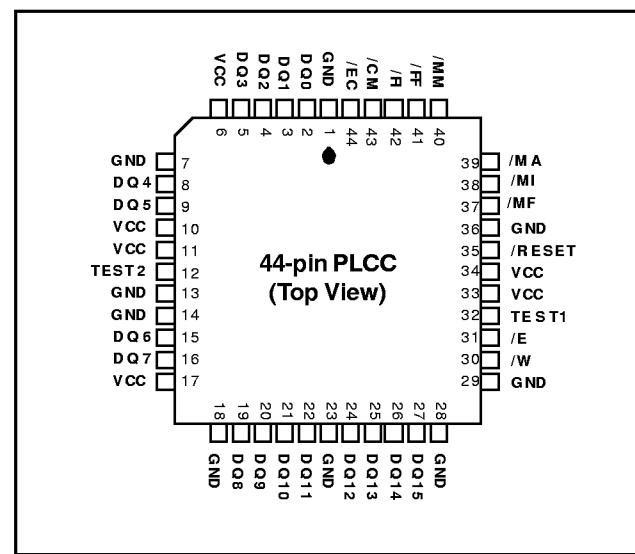 VCC DQ3 DQ2 DQ1 DQ0 GND /EC /CM /FI /FF /MM
6 5 4 3 2 1 44 43 42 41 40
GND 7 39 /MA
DQ4 8 38 /MI
DQ5 9 37 /MF
VCC 10 36 GND
VCC 11 35 /RESET
TEST2 12 34 VCC
GND 13 33 VCC
GND 14 32 TEST1
DQ6 15 31 /E
DQ7 16 30 /W
VCC 17 29 GND
44-pin PLCC
(Top View)
18 19 20 21 22 23 24 25 26 27 28
GND DQ8 DQ9 DQ10 DQ11 GND DQ12 DQ13 DQ14 DQ15 GND